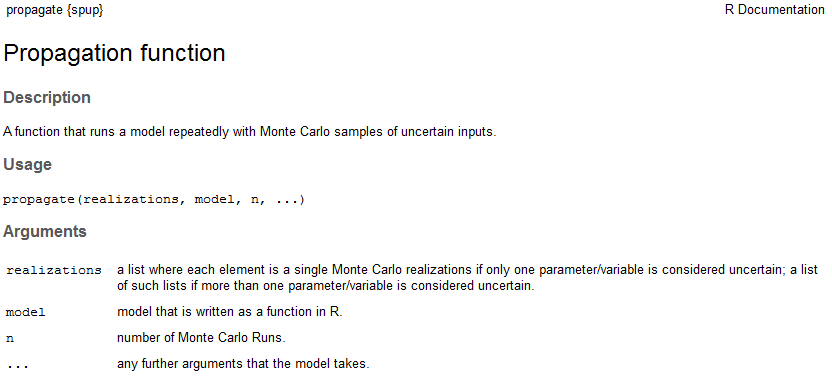 propagate {spup} R Documentation
Propagation function
Description
A function that runs a model repeatedly with Monte Carlo samples of uncertain inputs.
Usage
propagate(realizations, model, n, ...)
Arguments
realizations a list where each element is a single Monte Carlo realizations if only one parameter/variable is considered uncertain; a list
of such lists if more than one parameter/variable is considered uncertain.
model model that is written as a function in R.
n number of Monte Carlo Runs.
... any further arguments that the model takes.